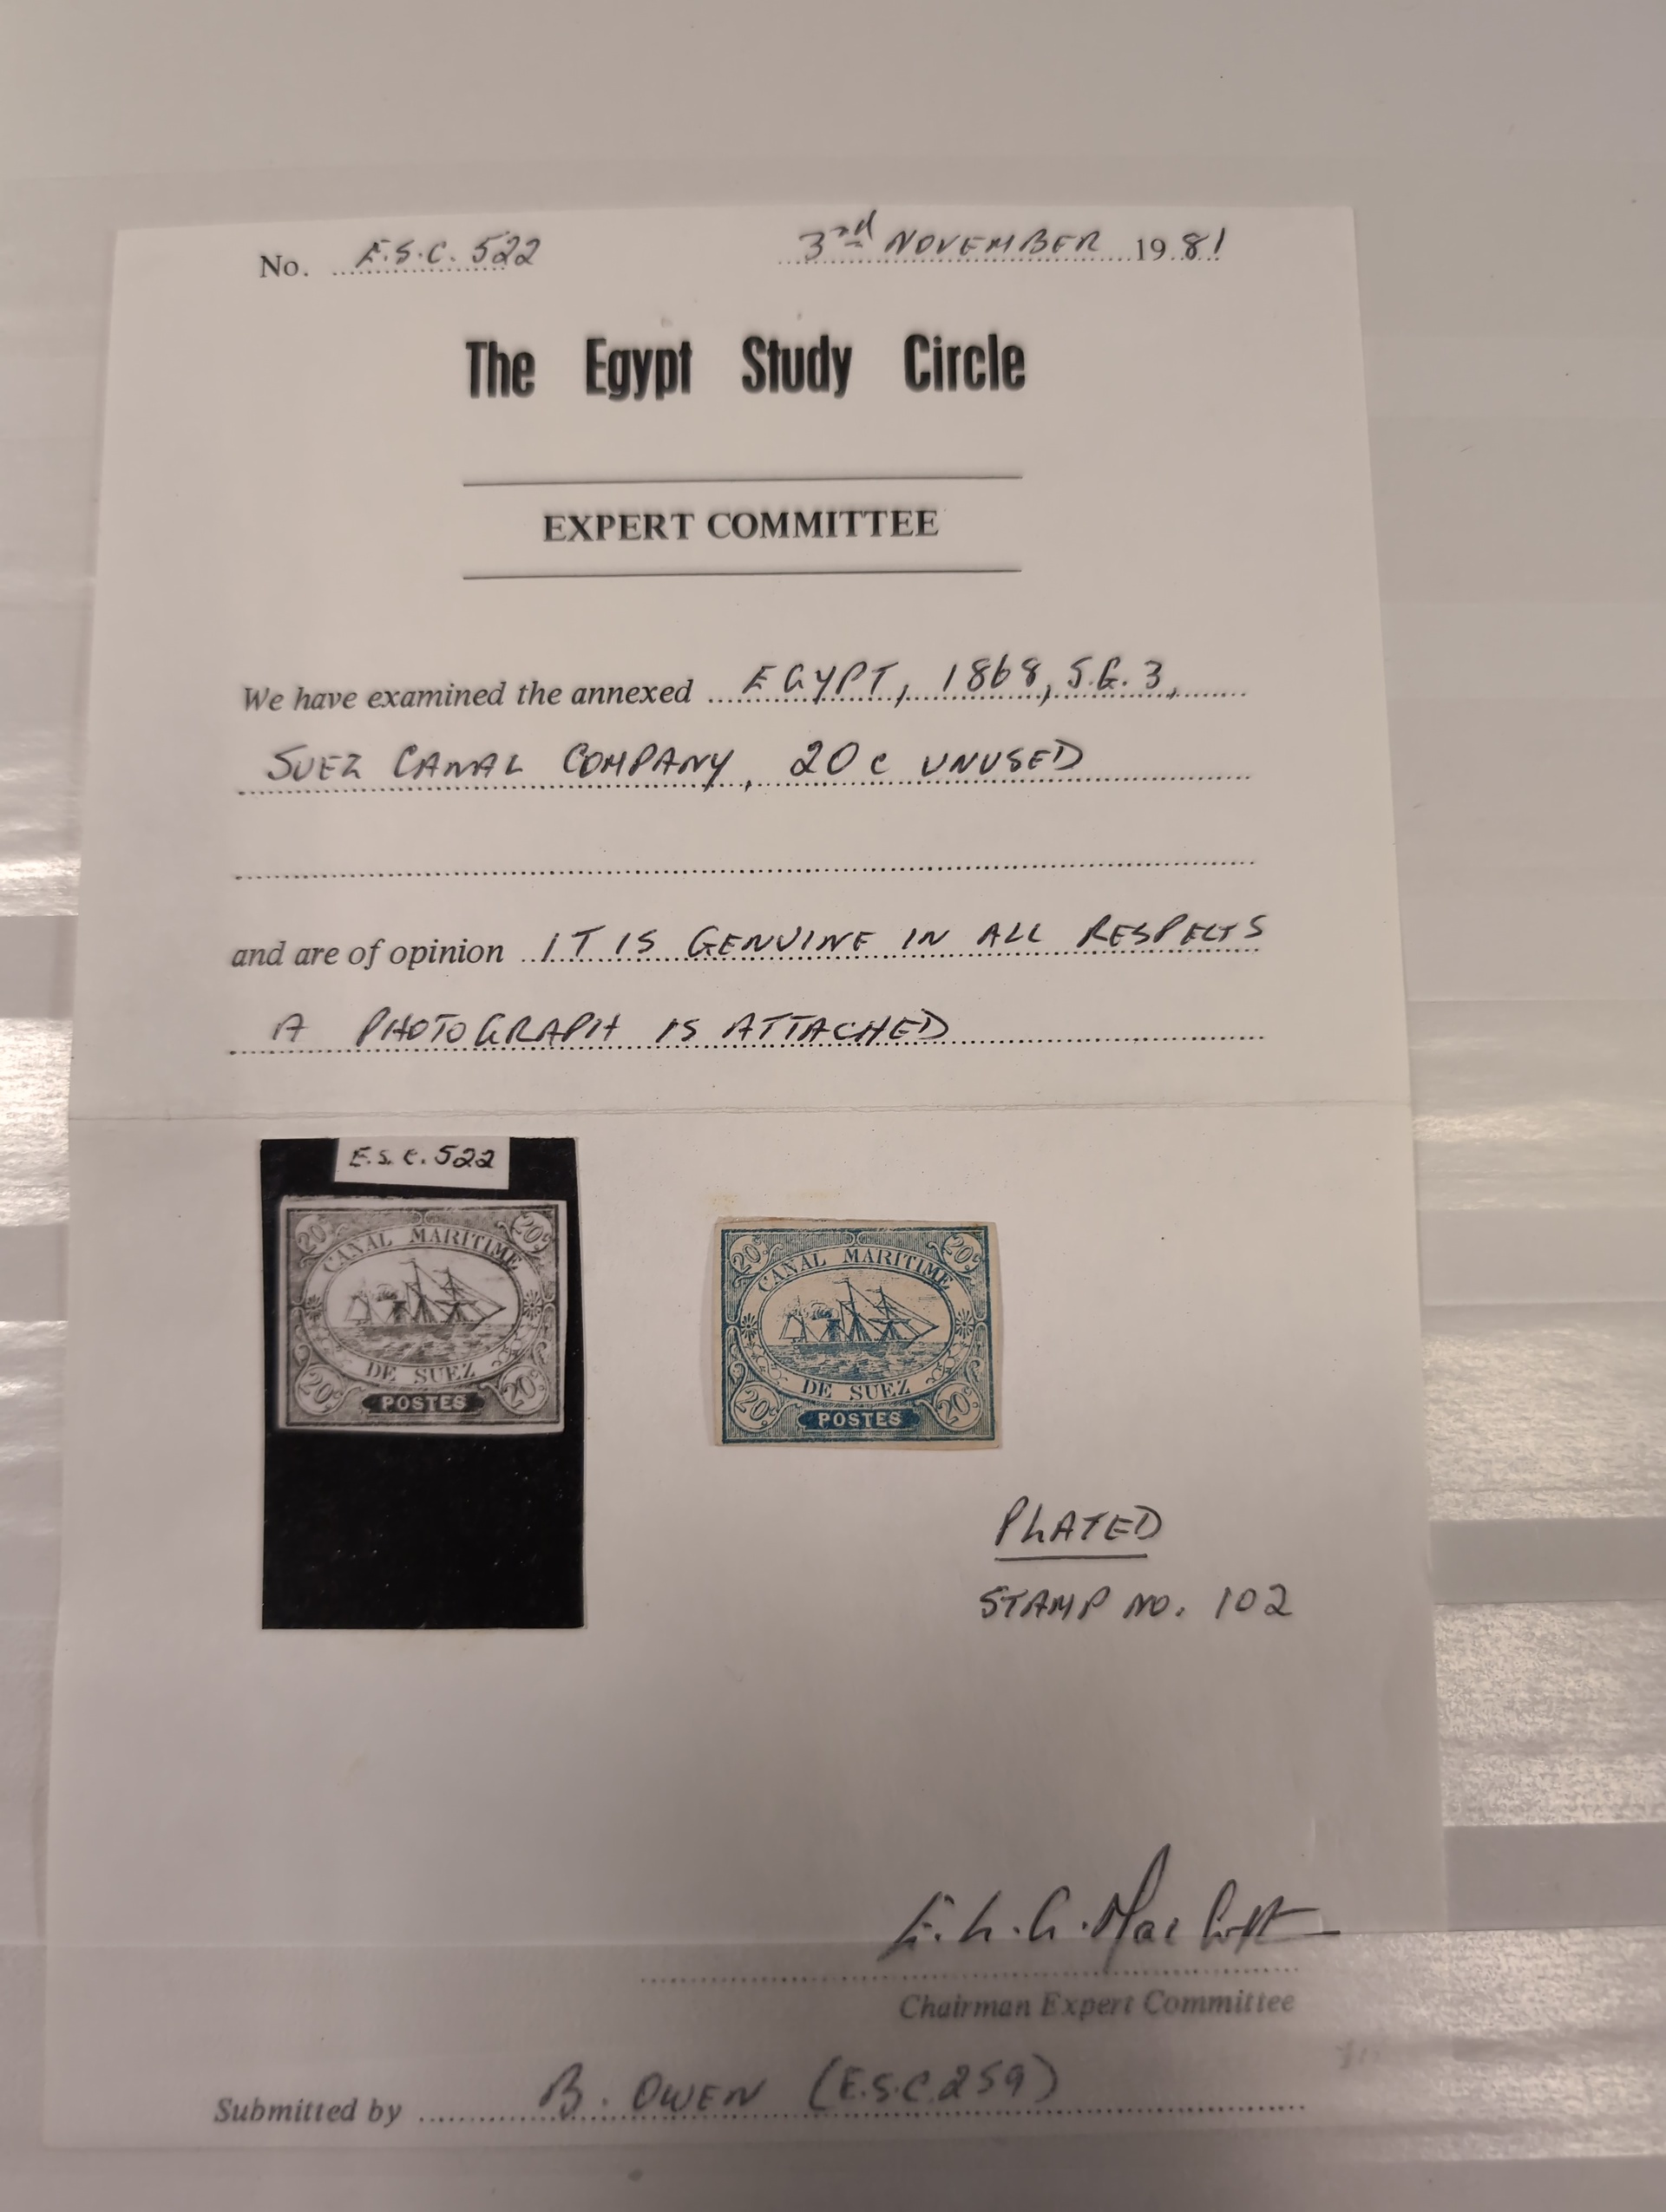 No. E.S.C. 522 3rd NOVEMBER 1981
The Egypt Study Circle
EXPERT COMMITTEE
We have examined the annexed EGYPT, 1868, S.G. 3,
SUEZ CANAL COMPANY, 20c UNUSED
and are of opinion IT IS GENUINE IN ALL RESPECTS
A PHOTOGRAPH IS ATTACHED
E.S.C. 522
20c 20c
CANAL MARITIME
DE SUEZ
20c 20c
POSTES
20c 20c
CANAL MARITIME
DE SUEZ
20c 20c
POSTES
PLATED
STAMP NO. 102
Chairman Expert Committee
Submitted by B. OWEN (E.S.C. 259)